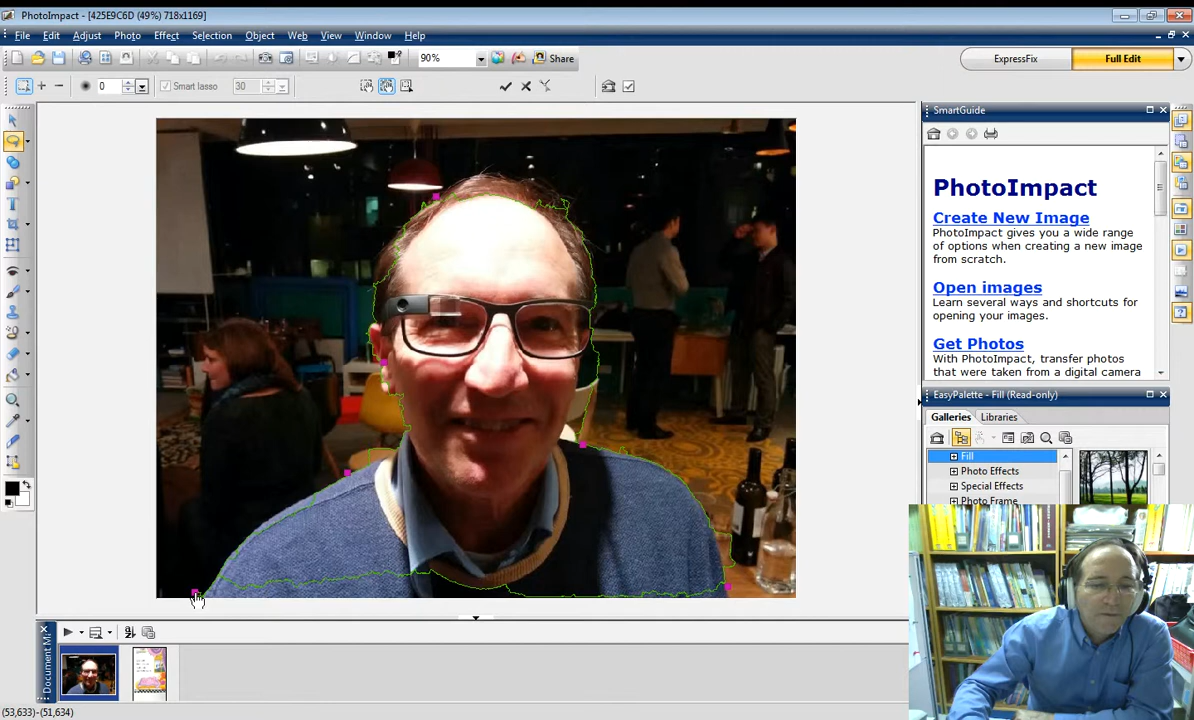 PhotoImpact - [425E9C6D (49%) 718x1169]
File Edit Adjust Photo Effect Selection Object Web View Window Help
90% Share ExpressFix Full Edit
0 Smart lasso 30
SmartGuide
PhotoImpact
Create New Image
PhotoImpact gives you a wide range
of options when creating a new image
from scratch.
Open images
Learn several ways and shortcuts for
opening your images.
Get Photos
With PhotoImpact, transfer photos
that were taken from a digital camera
EasyPalette - Fill (Read-only)
Galleries Libraries
Fill
Photo Effects
Special Effects
Photo Frame
Document M
(53,633)-(51,634)